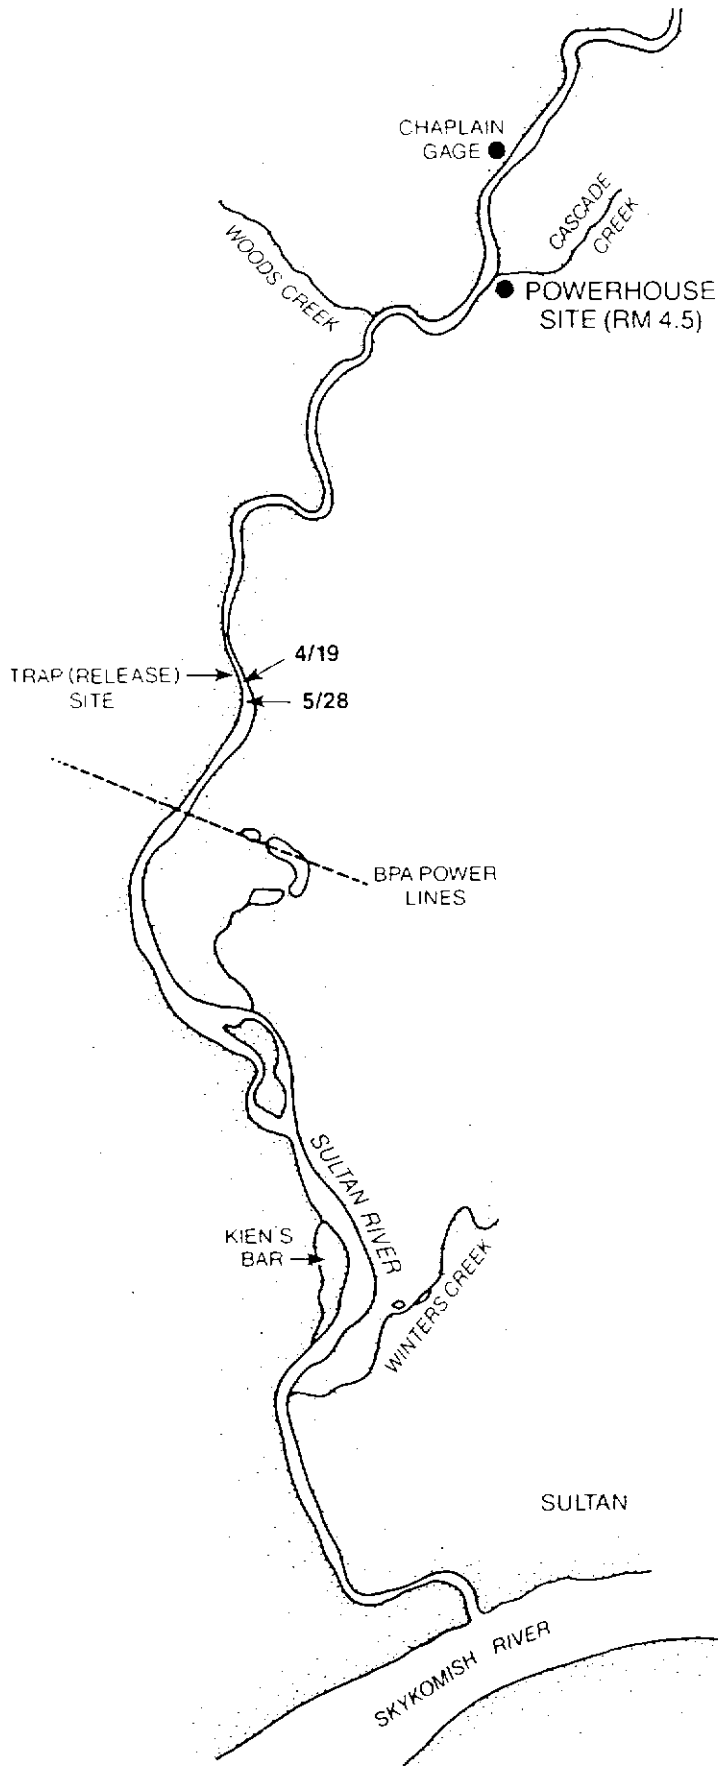 CHAPLAIN
GAGE
CASCADE
CREEK
WOODS CREEK
POWERHOUSE
SITE (RM 4.5)
4/19
TRAP (RELEASE)
SITE
5/28
BPA POWER
LINES
SULTAN RIVER
KIEN'S
BAR
WINTERS CREEK
SULTAN
SKYKOMISH RIVER